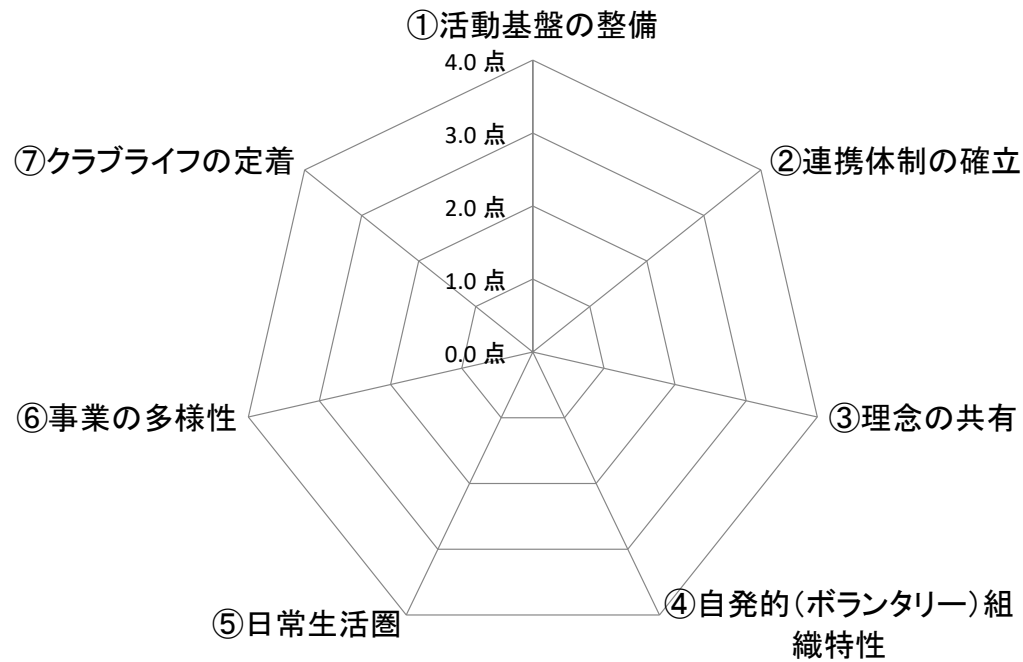 ①活動基盤の整備
4.0 点
3.0 点
2.0 点
1.0 点
0.0 点
②連携体制の確立
③理念の共有
④自発的(ボランタリー)組
織特性
⑤日常生活圏
⑥事業の多様性
⑦クラブライフの定着